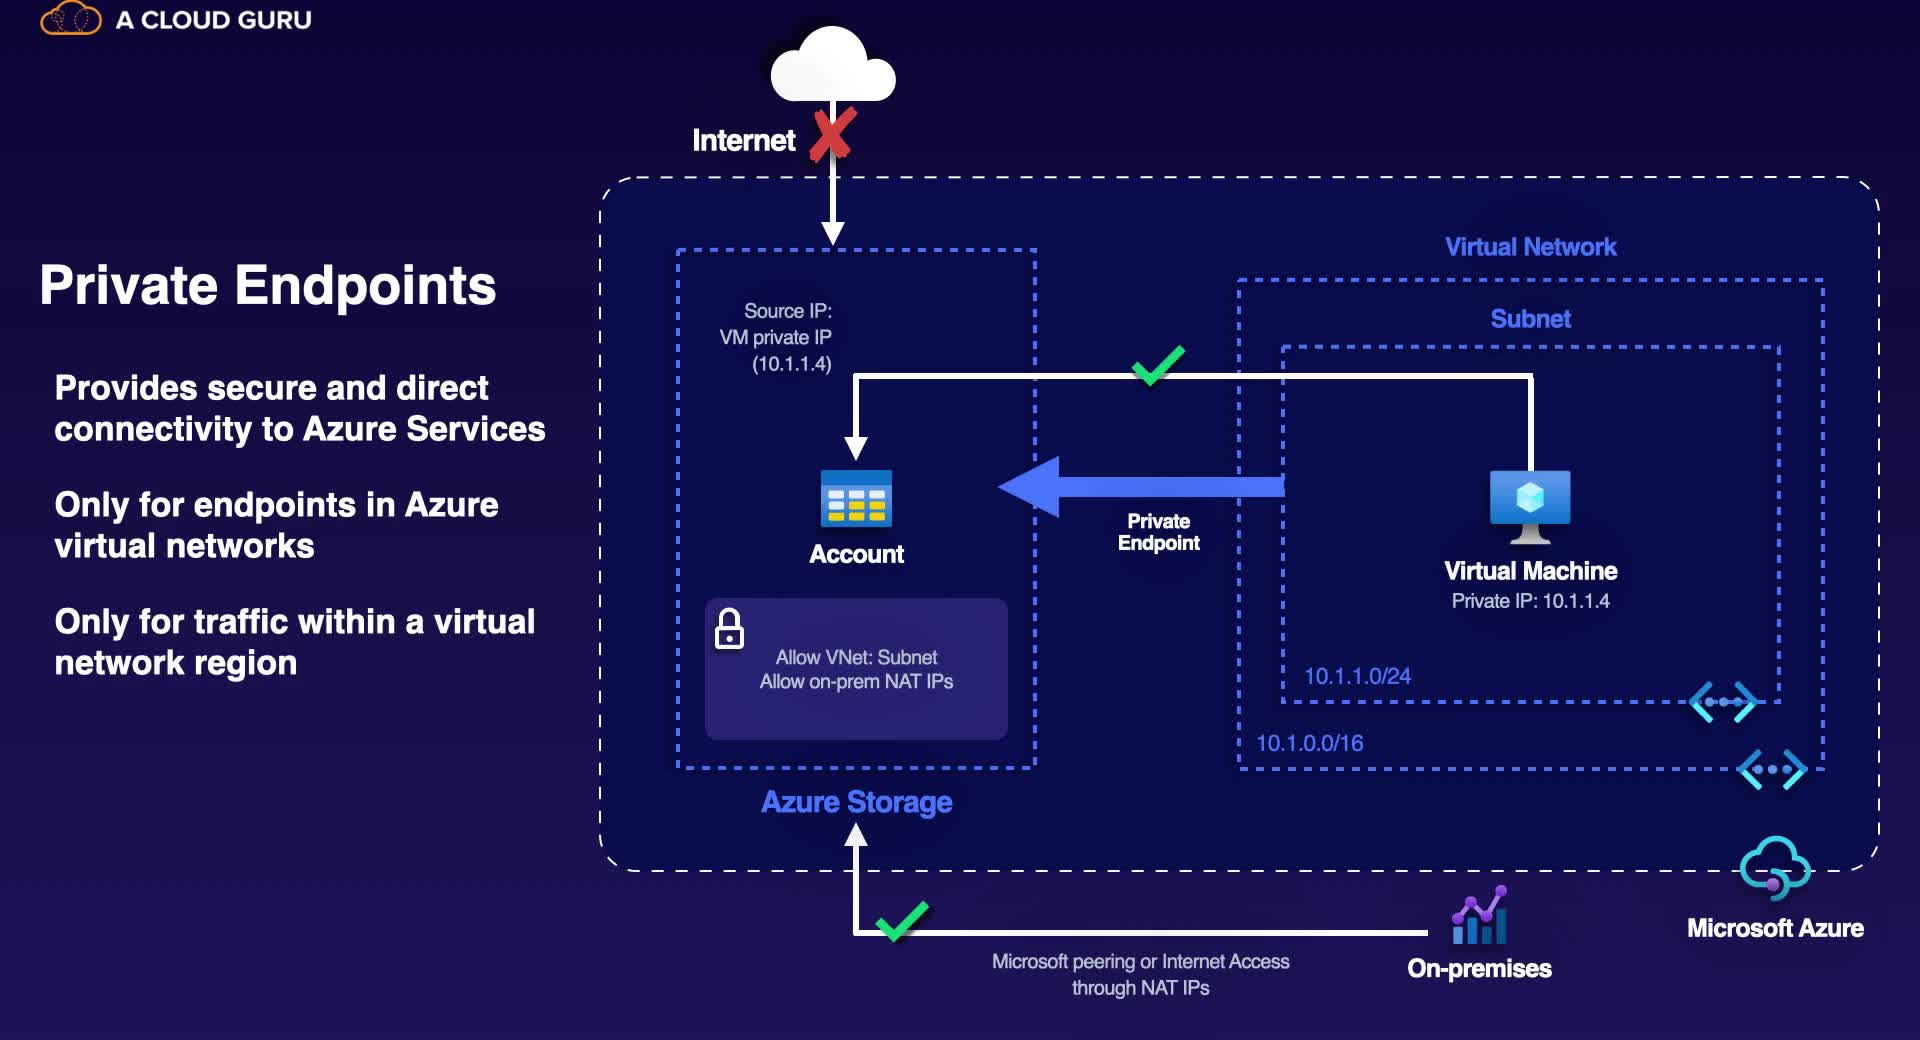 A CLOUD GURU
Internet
Private Endpoints
Provides secure and direct
connectivity to Azure Services
Only for endpoints in Azure
virtual networks
Only for traffic within a virtual
network region
Source IP:
VM private IP
(10.1.1.4)
Account
Allow VNet: Subnet
Allow on-prem NAT IPs
Azure Storage
Private
Endpoint
Virtual Network
Subnet
Virtual Machine
Private IP: 10.1.1.4
10.1.1.0/24
10.1.0.0/16
Microsoft Azure
On-premises
Microsoft peering or Internet Access
through NAT IPs